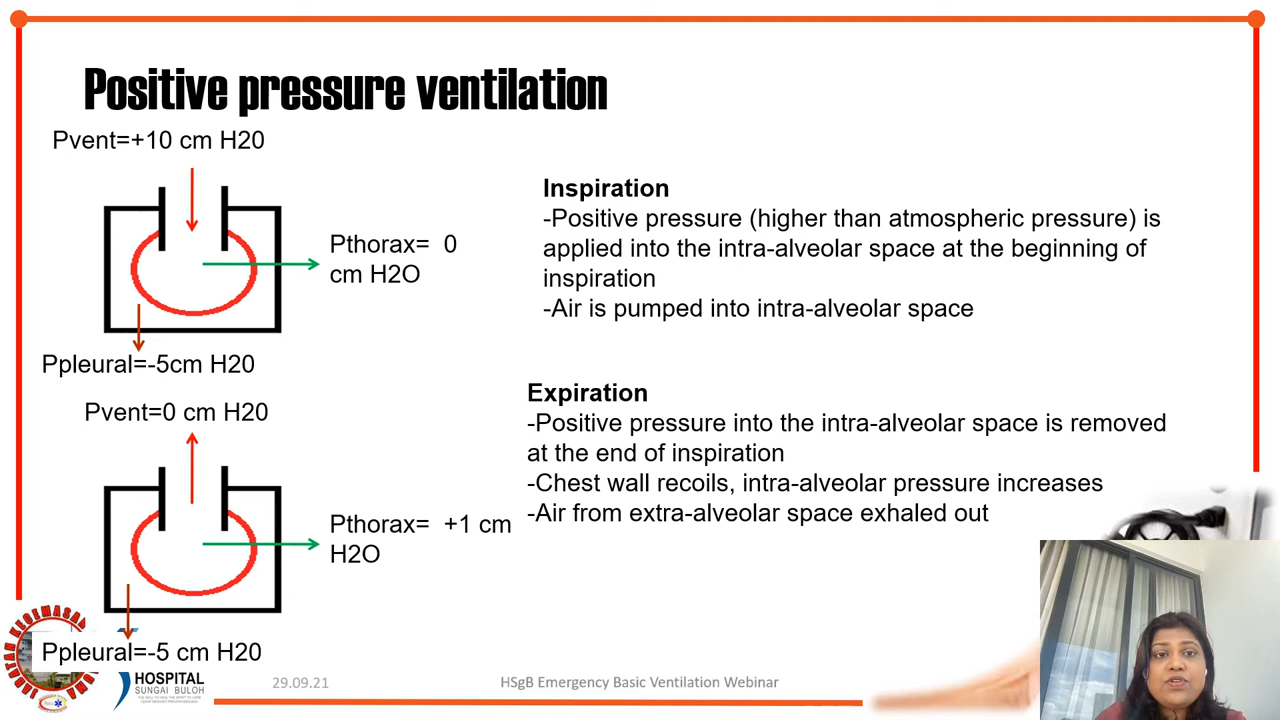 Positive pressure ventilation
Pvent=+10 cm H20
Pthorax= 0
cm H2O
Ppleural=-5cm H20
Inspiration
-Positive pressure (higher than atmospheric pressure) is
applied into the intra-alveolar space at the beginning of
inspiration
-Air is pumped into intra-alveolar space
Pvent=0 cm H20
Pthorax= +1 cm
H2O
Ppleural=-5 cm H20
Expiration
-Positive pressure into the intra-alveolar space is removed
at the end of inspiration
-Chest wall recoils, intra-alveolar pressure increases
-Air from extra-alveolar space exhaled out
HOSPITAL
SUNGAI BULOH
29.09.21
HSgB Emergency Basic Ventilation Webinar